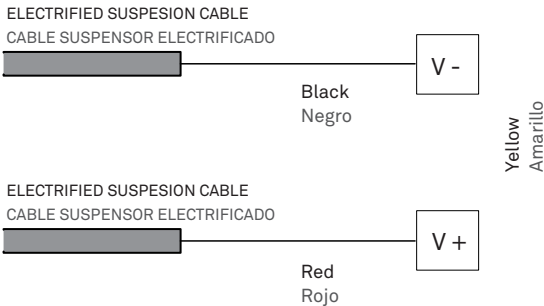 ELECTRIFIED SUSPESION CABLE
CABLE SUSPENSOR ELECTRIFICADO
V -
Black
Negro
Yellow
Amarillo
ELECTRIFIED SUSPESION CABLE
CABLE SUSPENSOR ELECTRIFICADO
V +
Red
Rojo